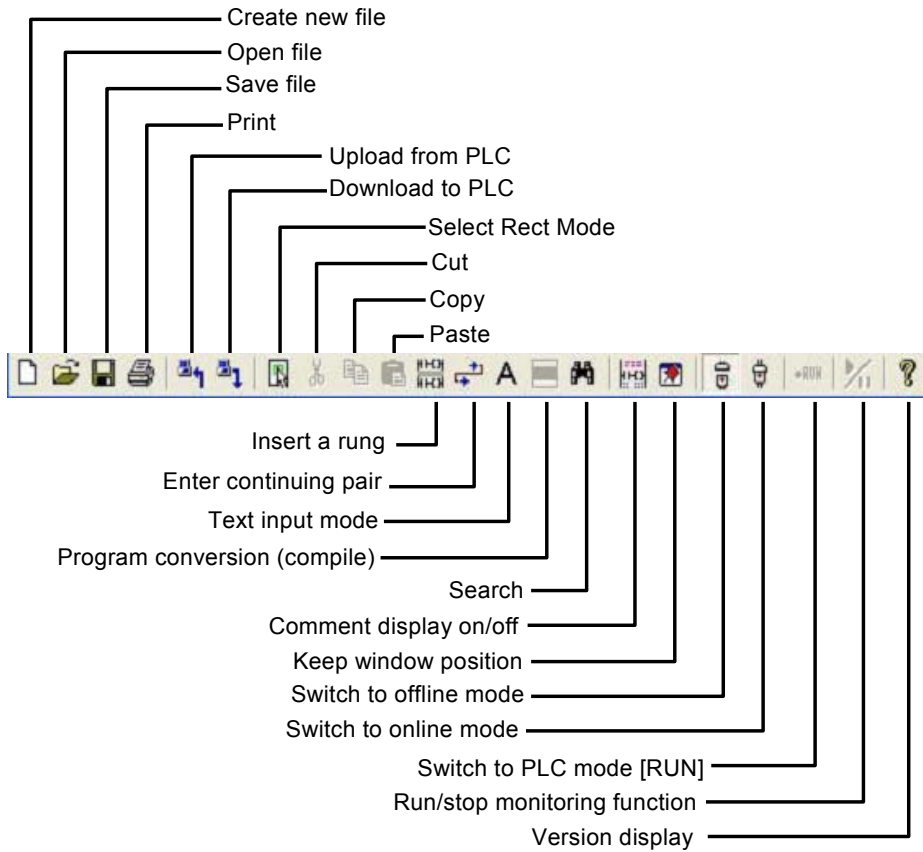 Create new file
Open file
Save file
Print
Upload from PLC
Download to PLC
Select Rect Mode
Cut
Copy
Paste
A
RUN
?
Insert a rung
Enter continuing pair
Text input mode
Program conversion (compile)
Search
Comment display on/off
Keep window position
Switch to offline mode
Switch to online mode
Switch to PLC mode [RUN]
Run/stop monitoring function
Version display